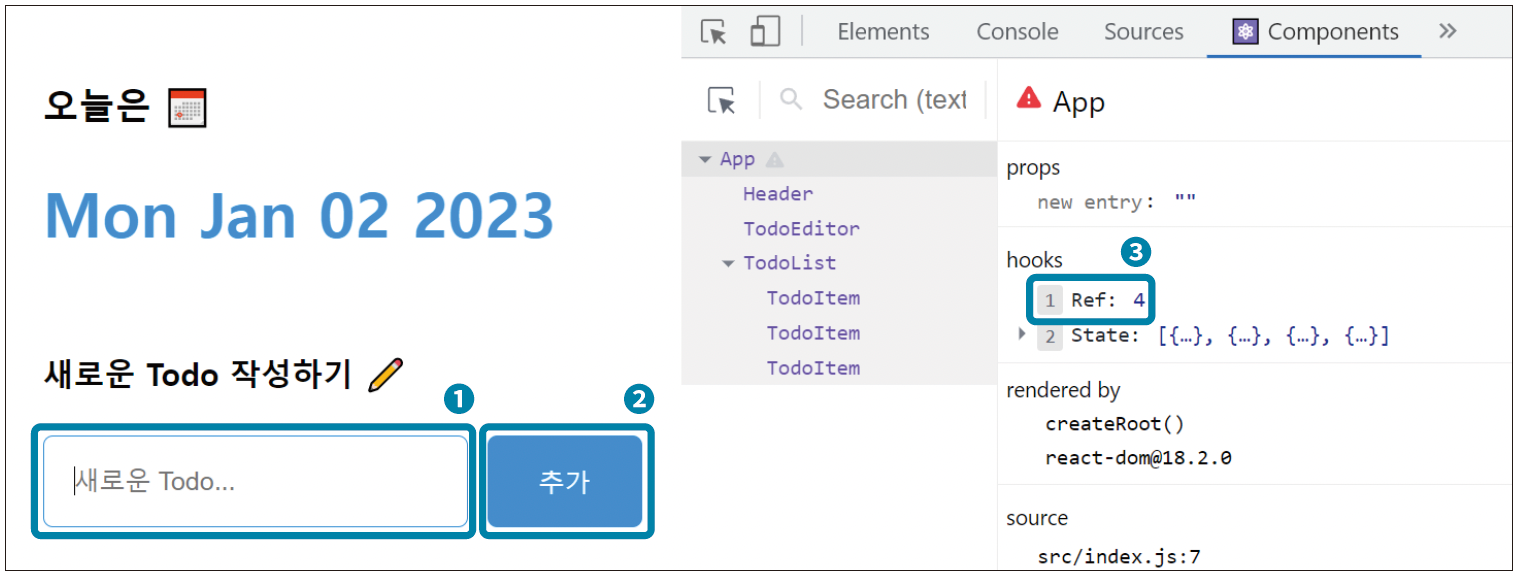 오늘은
Mon Jan 02 2023
새로운 Todo 작성하기
1
2
새로운 Todo...
추가
Elements Console Sources Components »
Search (text
App
Header
TodoEditor
TodoList
TodoItem
TodoItem
TodoItem
App
props
new entry: ""
hooks
3
1 Ref: 4
2 State: [{…}, {…}, {…}, {…}]
rendered by
createRoot()
react-dom@18.2.0
source
src/index.js:7